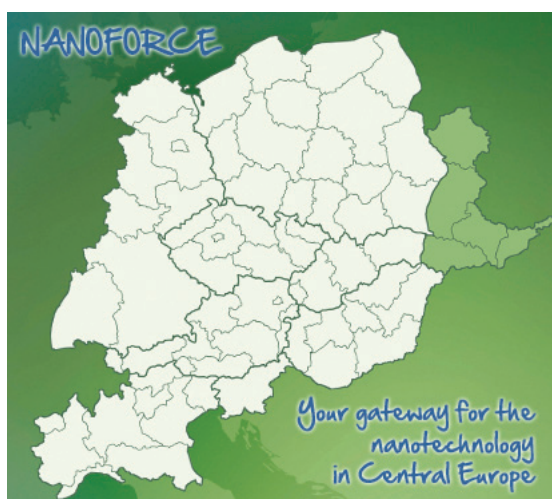 NANOFORCE
Your gateway for the
nanotechnology
in Central Europe